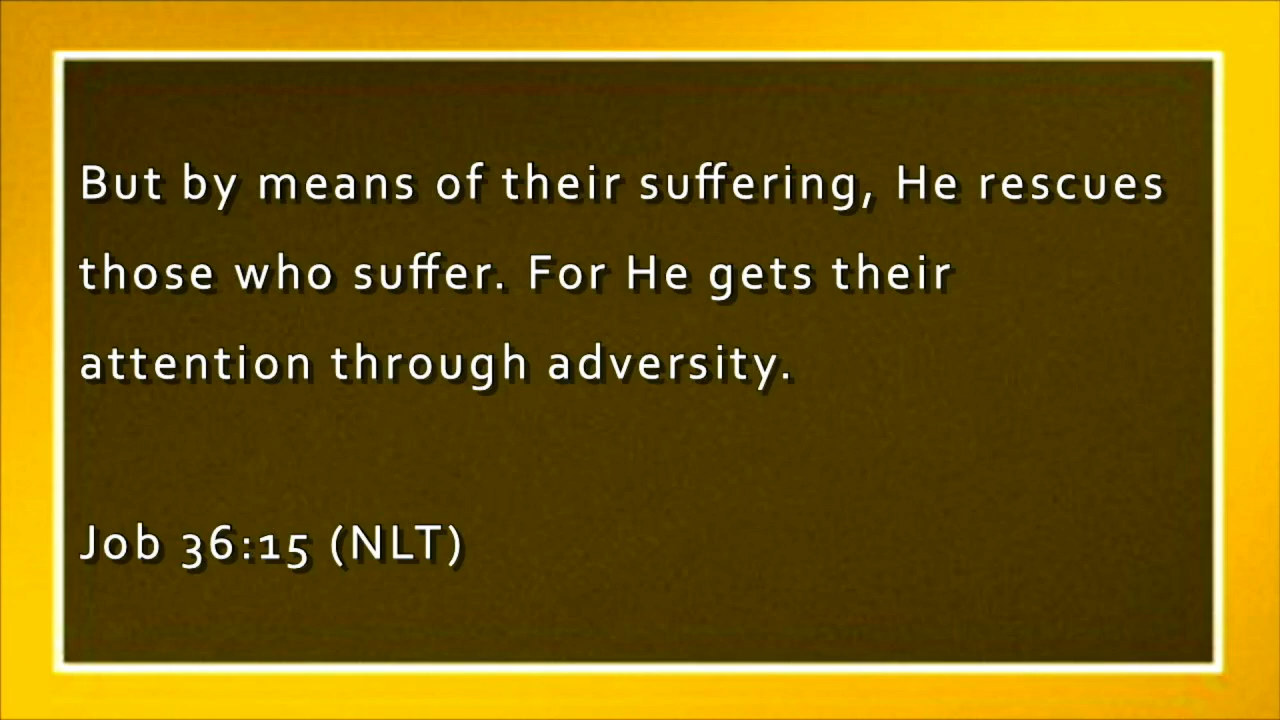 But by means of their suffering, He rescues
those who suffer. For He gets their
attention through adversity.
Job 36:15 (NLT)